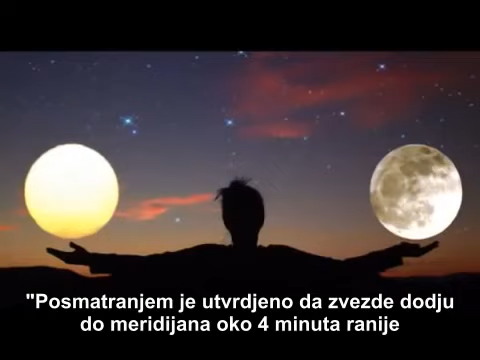 "Posmatranjem je utvrdjeno da zvezde dodju
do meridijana oko 4 minuta ranije